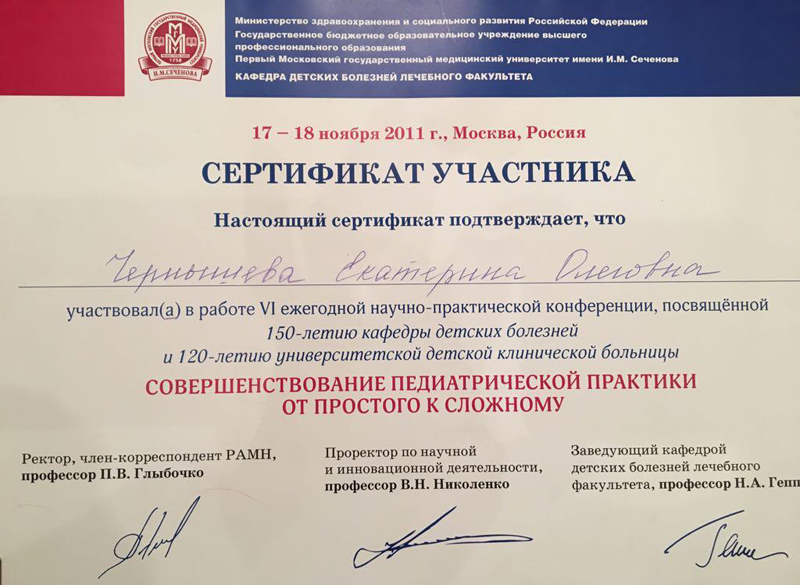 Министерство здравоохранения и социального развития Российской Федерации
Государственное бюджетное образовательное учреждение высшего
профессионального образования
Первый Московский государственный медицинский университет имени И.М. Сеченова
КАФЕДРА ДЕТСКИХ БОЛЕЗНЕЙ ЛЕЧЕБНОГО ФАКУЛЬТЕТА
1758
И.М. СЕЧЕНОВА
17 – 18 ноября 2011 г., Москва, Россия
СЕРТИФИКАТ УЧАСТНИКА
Настоящий сертификат подтверждает, что
Чернышева Екатерина Олеговна
участвовал(а) в работе VI ежегодной научно-практической конференции, посвящённой
150-летию кафедры детских болезней
и 120-летию университетской детской клинической больницы
СОВЕРШЕНСТВОВАНИЕ ПЕДИАТРИЧЕСКОЙ ПРАКТИКИ
ОТ ПРОСТОГО К СЛОЖНОМУ
Ректор, член-корреспондент РАМН,
профессор П.В. Глыбочко
Проректор по научной
и инновационной деятельности,
профессор В.Н. Николенко
Заведующий кафедрой
детских болезней лечебного
факультета, профессор Н.А. Геппе